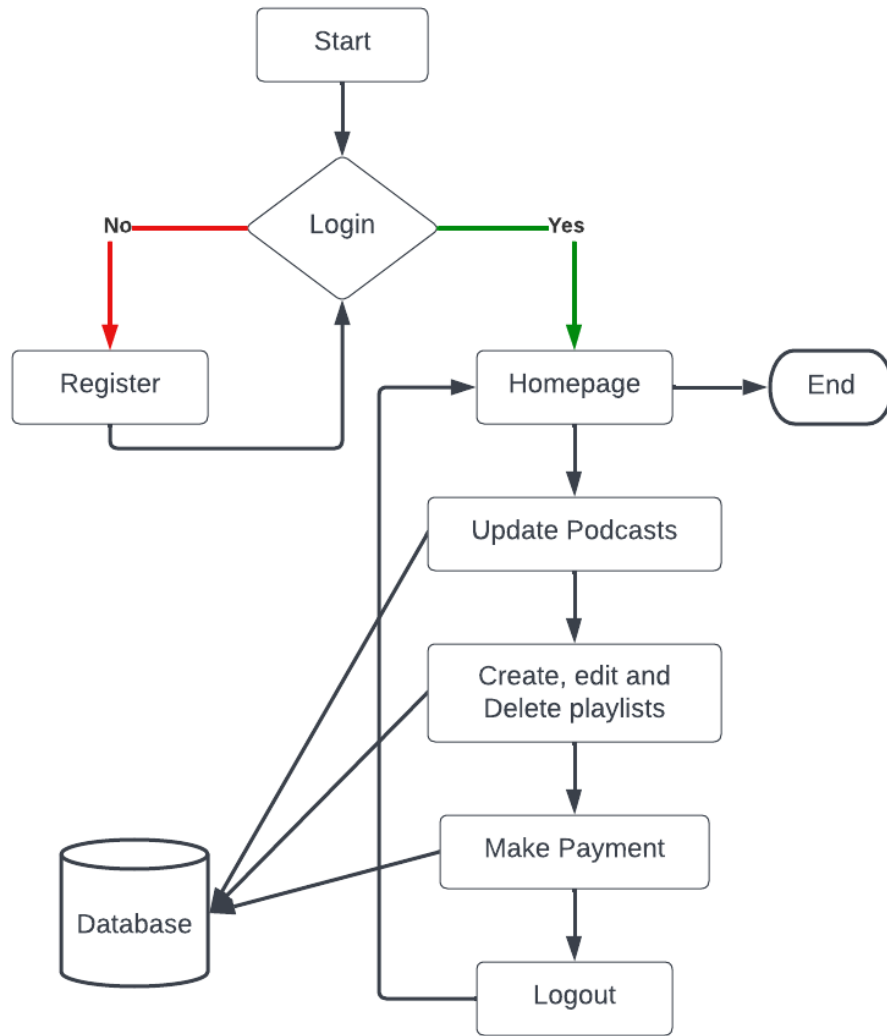 Start
Login
No
Yes
Register
Homepage
End
Update Podcasts
Create, edit and
Delete playlists
Make Payment
Database
Logout